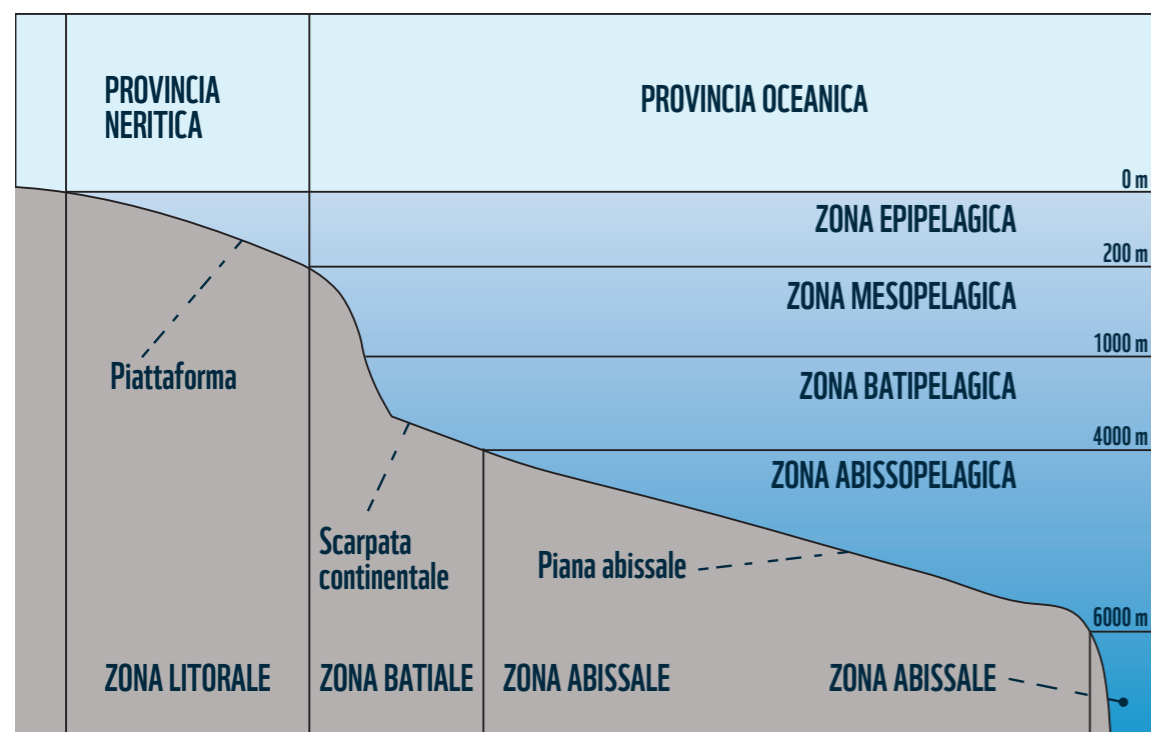 PROVINCIA
NERITICA
PROVINCIA OCEANICA
0 m
ZONA EPIPELAGICA
200 m
ZONA MESOPELAGICA
1000 m
Piattaforma
ZONA BATIPELAGICA
4000 m
ZONA ABISSOPELAGICA
Scarpata
continentale
Piana abissale
6000 m
ZONA LITORALE
ZONA BATIALE
ZONA ABISSALE
ZONA ABISSALE